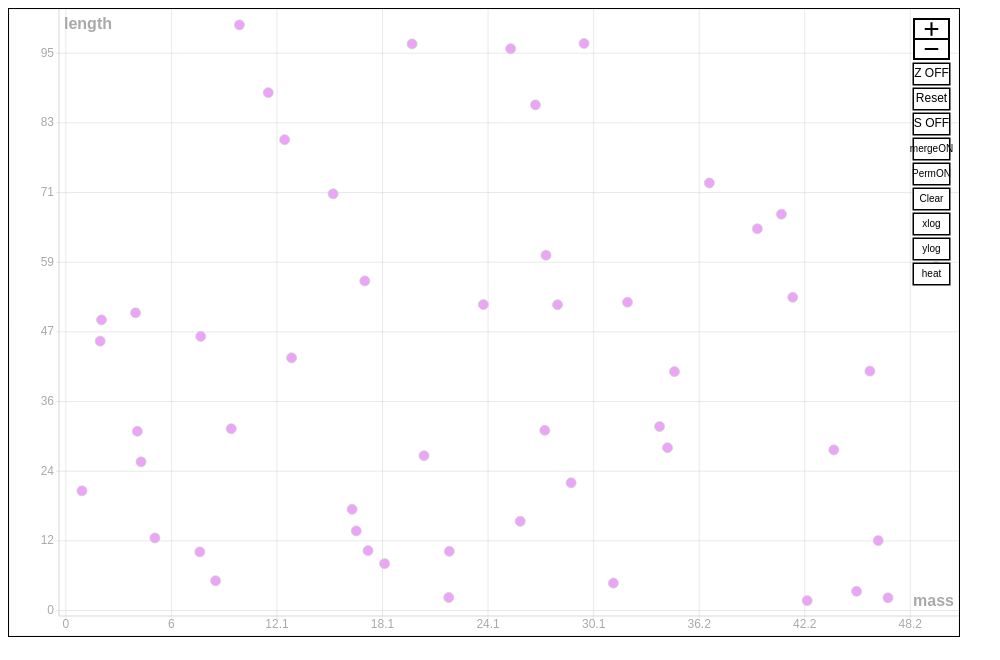 length
95
83
71
59
47
36
24
12
0
0 6 12.1 18.1 24.1 30.1 36.2 42.2 48.2
mass
+
−
Z OFF
Reset
S OFF
mergeON
PermON
Clear
xlog
ylog
heat